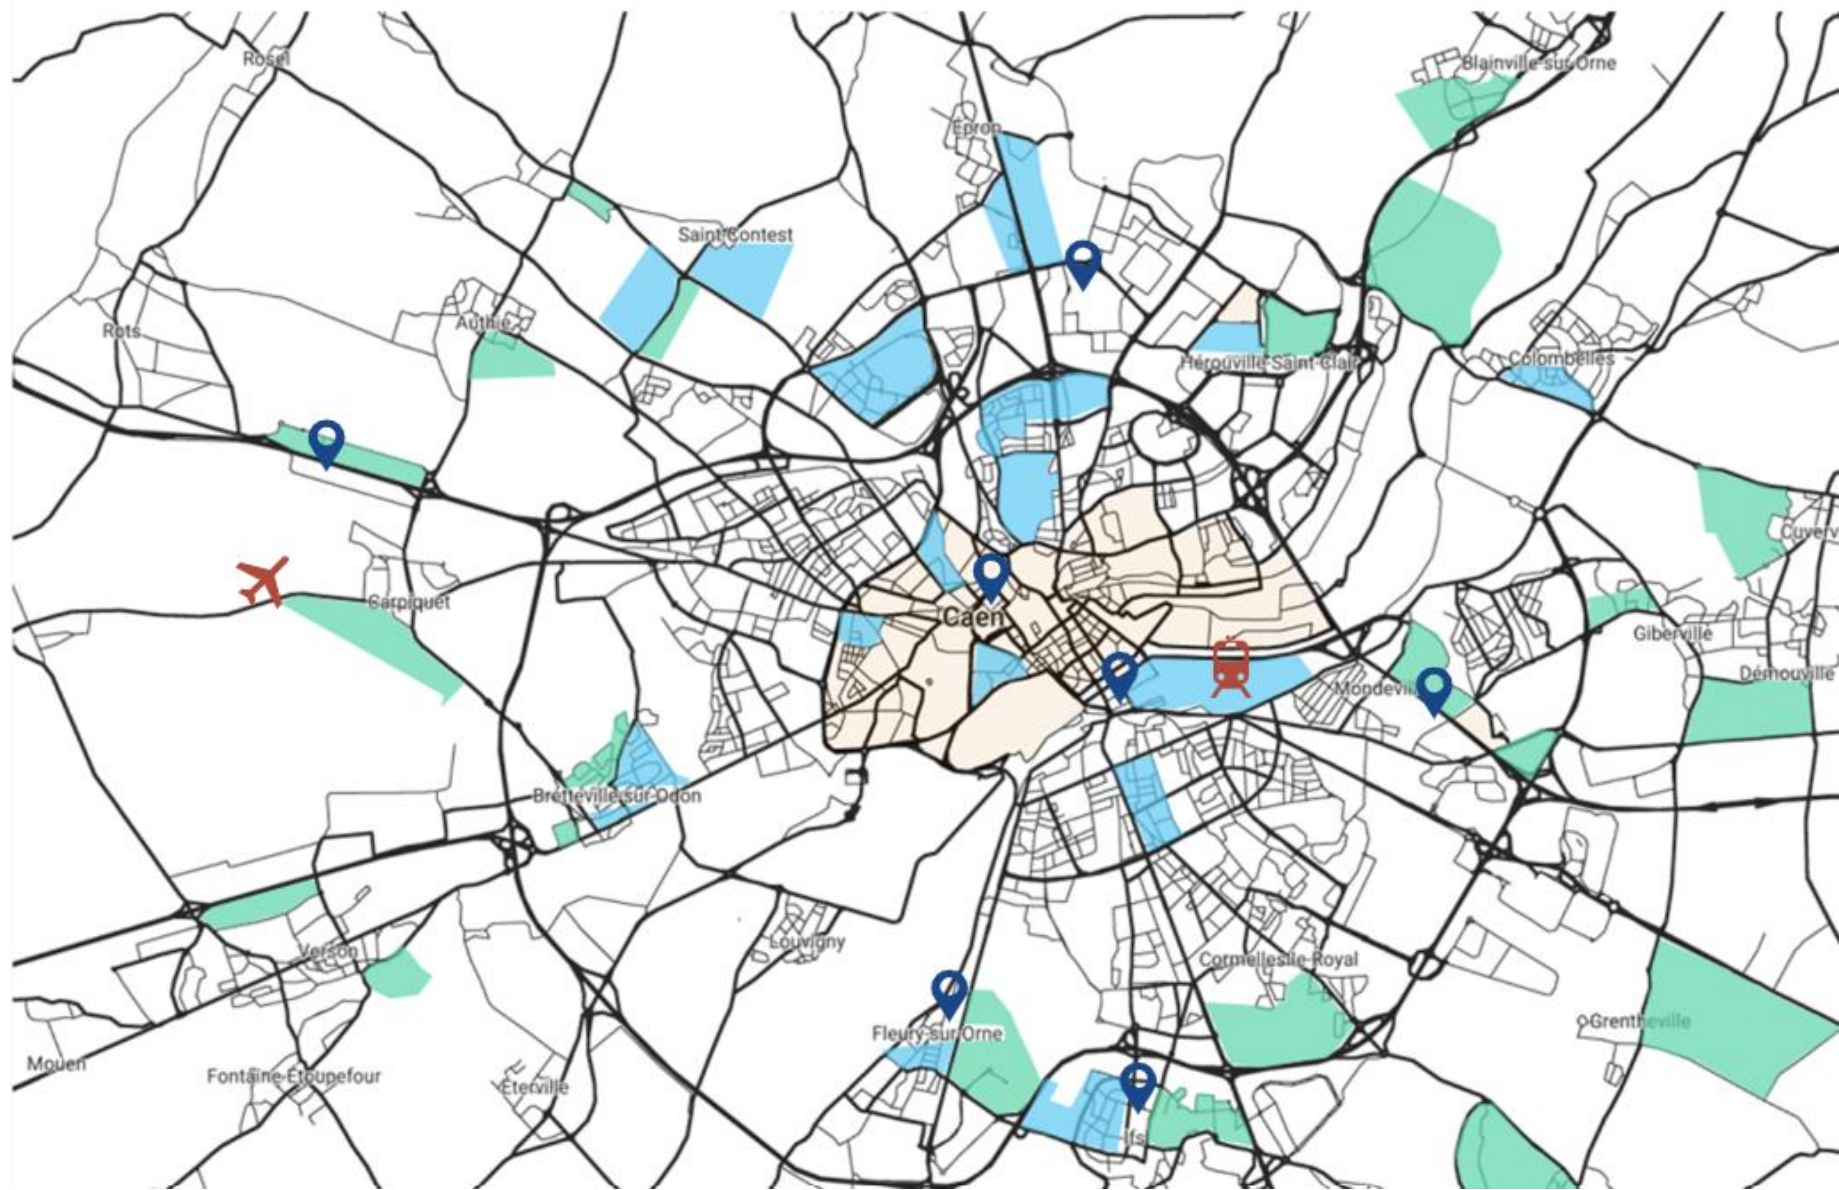 Rosel
Blainville-sur-Orne
Epron
Saint-Contest
Authie
Rots
Hérouville-Saint-Clair
Colombelles
Cuverv
Carpiquet
Caen
Giberville
Démouville
Bretteville-sur-Odon
Verson
Louvigny
Cormelles-le-Royal
Grentheville
Fleury-sur-Orne
Mouen
Fontaine-Étoupefour
Éterville
Ifs